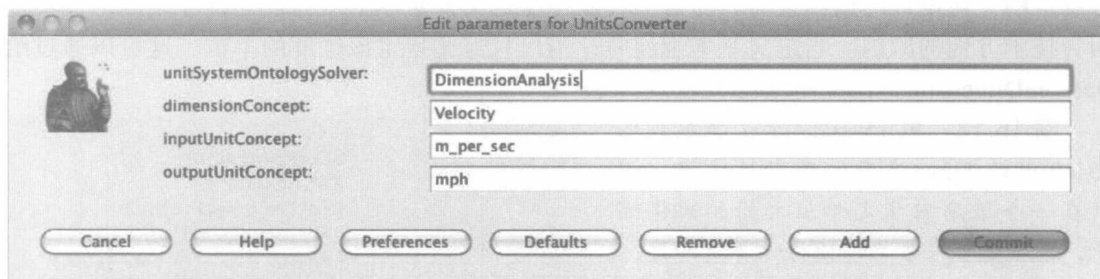 Edit parameters for UnitsConverter
unitSystemOntologySolver: DimensionAnalysis
dimensionConcept: Velocity
inputUnitConcept: m_per_sec
outputUnitConcept: mph
Cancel Help Preferences Defaults Remove Add Commit